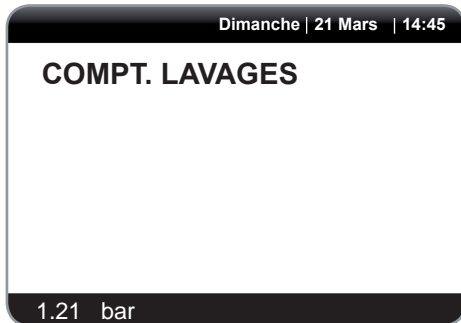 Dimanche | 21 Mars | 14:45
COMPT. LAVAGES
1.21 bar